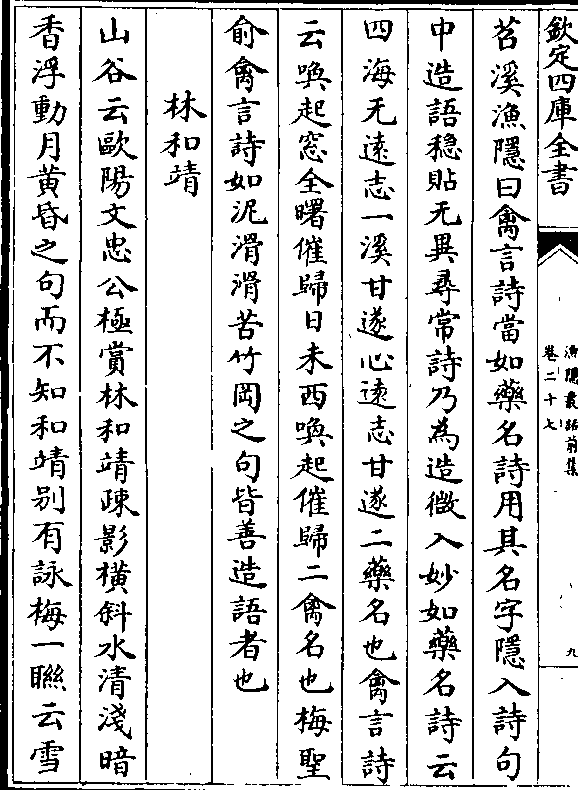 欽定四庫全書
漁隱叢話前集
卷二十七
九
苕溪漁隱曰禽言詩當如藥名詩用其名字隱入詩句
中造語穏貼无異尋常詩乃為造微入妙如藥名詩云
四海无遠志一溪甘遂心逺志甘遂二藥名也禽言詩
云喚起窓全曙催歸日未西喚起催歸二禽名也梅聖
俞禽言詩如泥滑滑苦竹岡之句皆善造語者也
林和靖
山谷云歐陽文忠公極賞林和靖疎影横斜水清淺暗
香浮動月黄昏之句而不知和靖别有詠梅一聯云雪